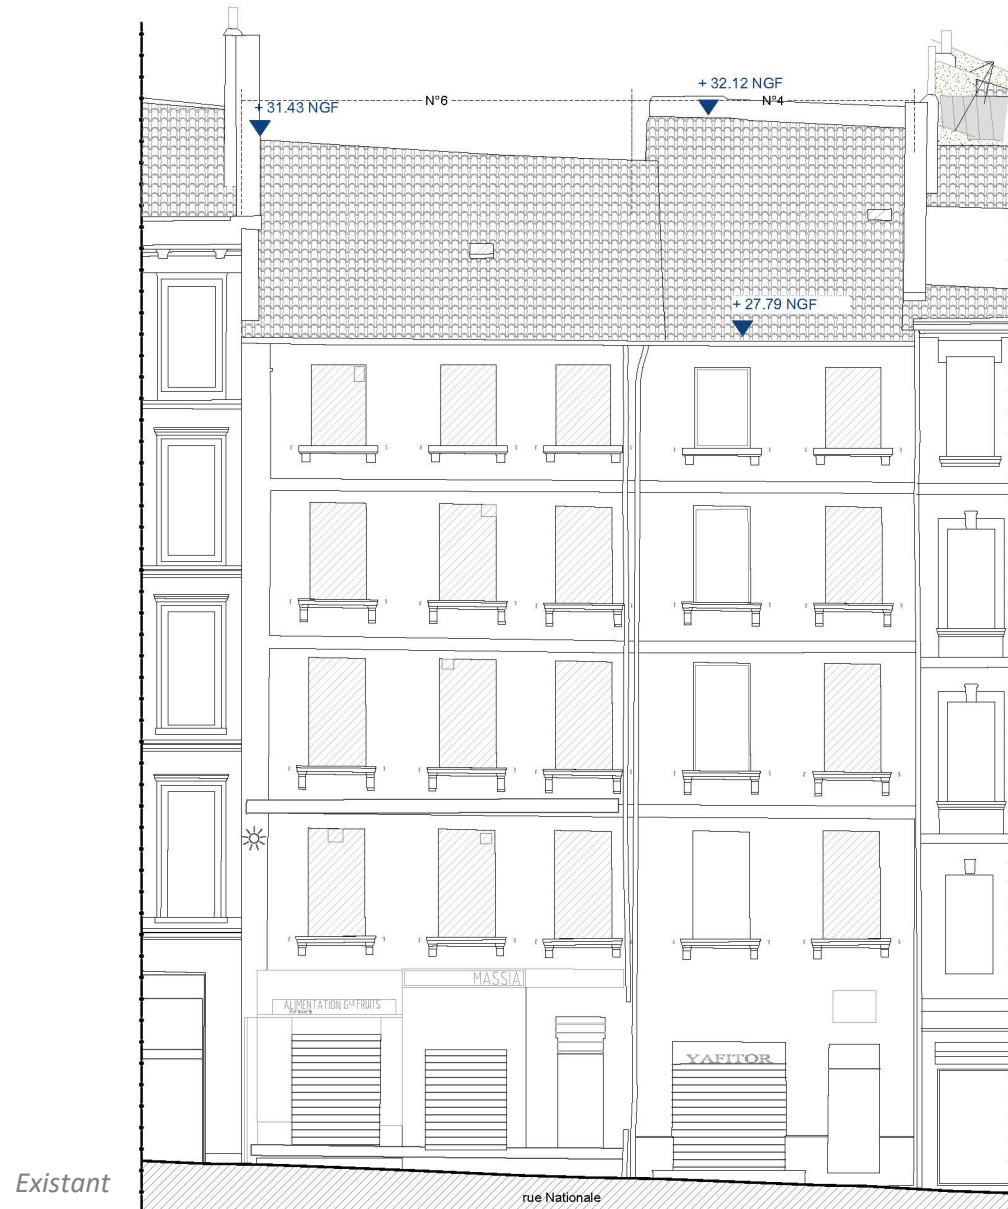 + 32.12 NGF
+ 31.43 NGF
N°6
N°4
+ 27.79 NGF
MASSIA
ALIMENTATION GLE FRUITS
YAFITOR
Existant
rue Nationale